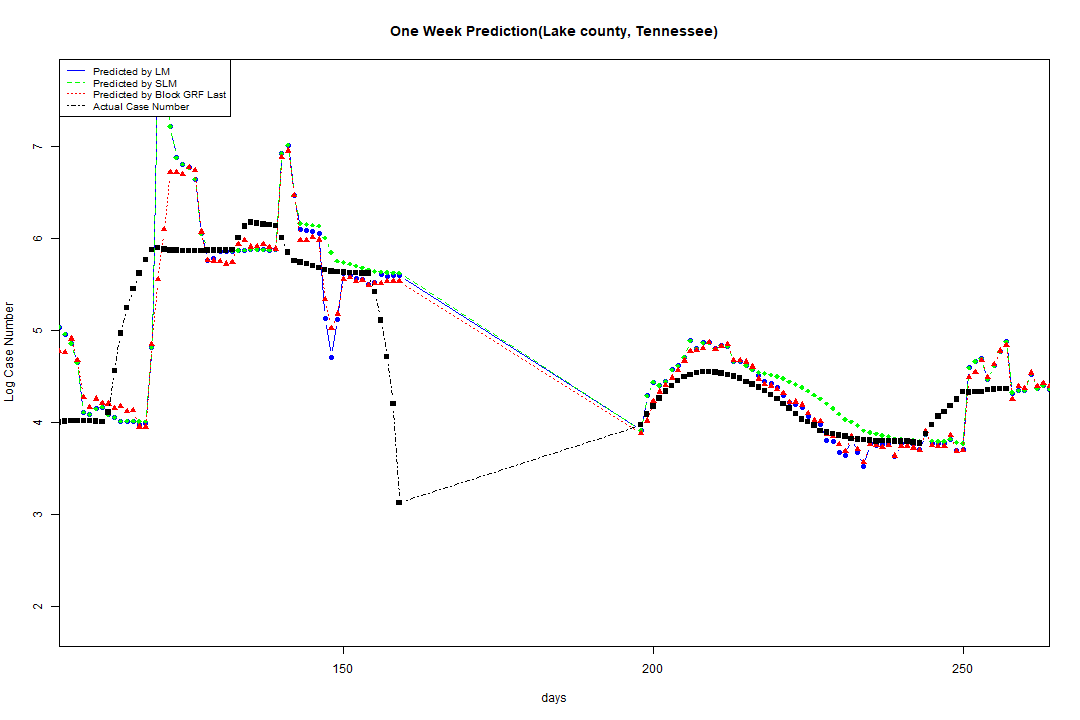 One Week Prediction(Lake county, Tennessee)
Predicted by LM
Predicted by SLM
Predicted by Block GRF Last
Actual Case Number
7
6
5
4
3
2
Log Case Number
150
200
250
days